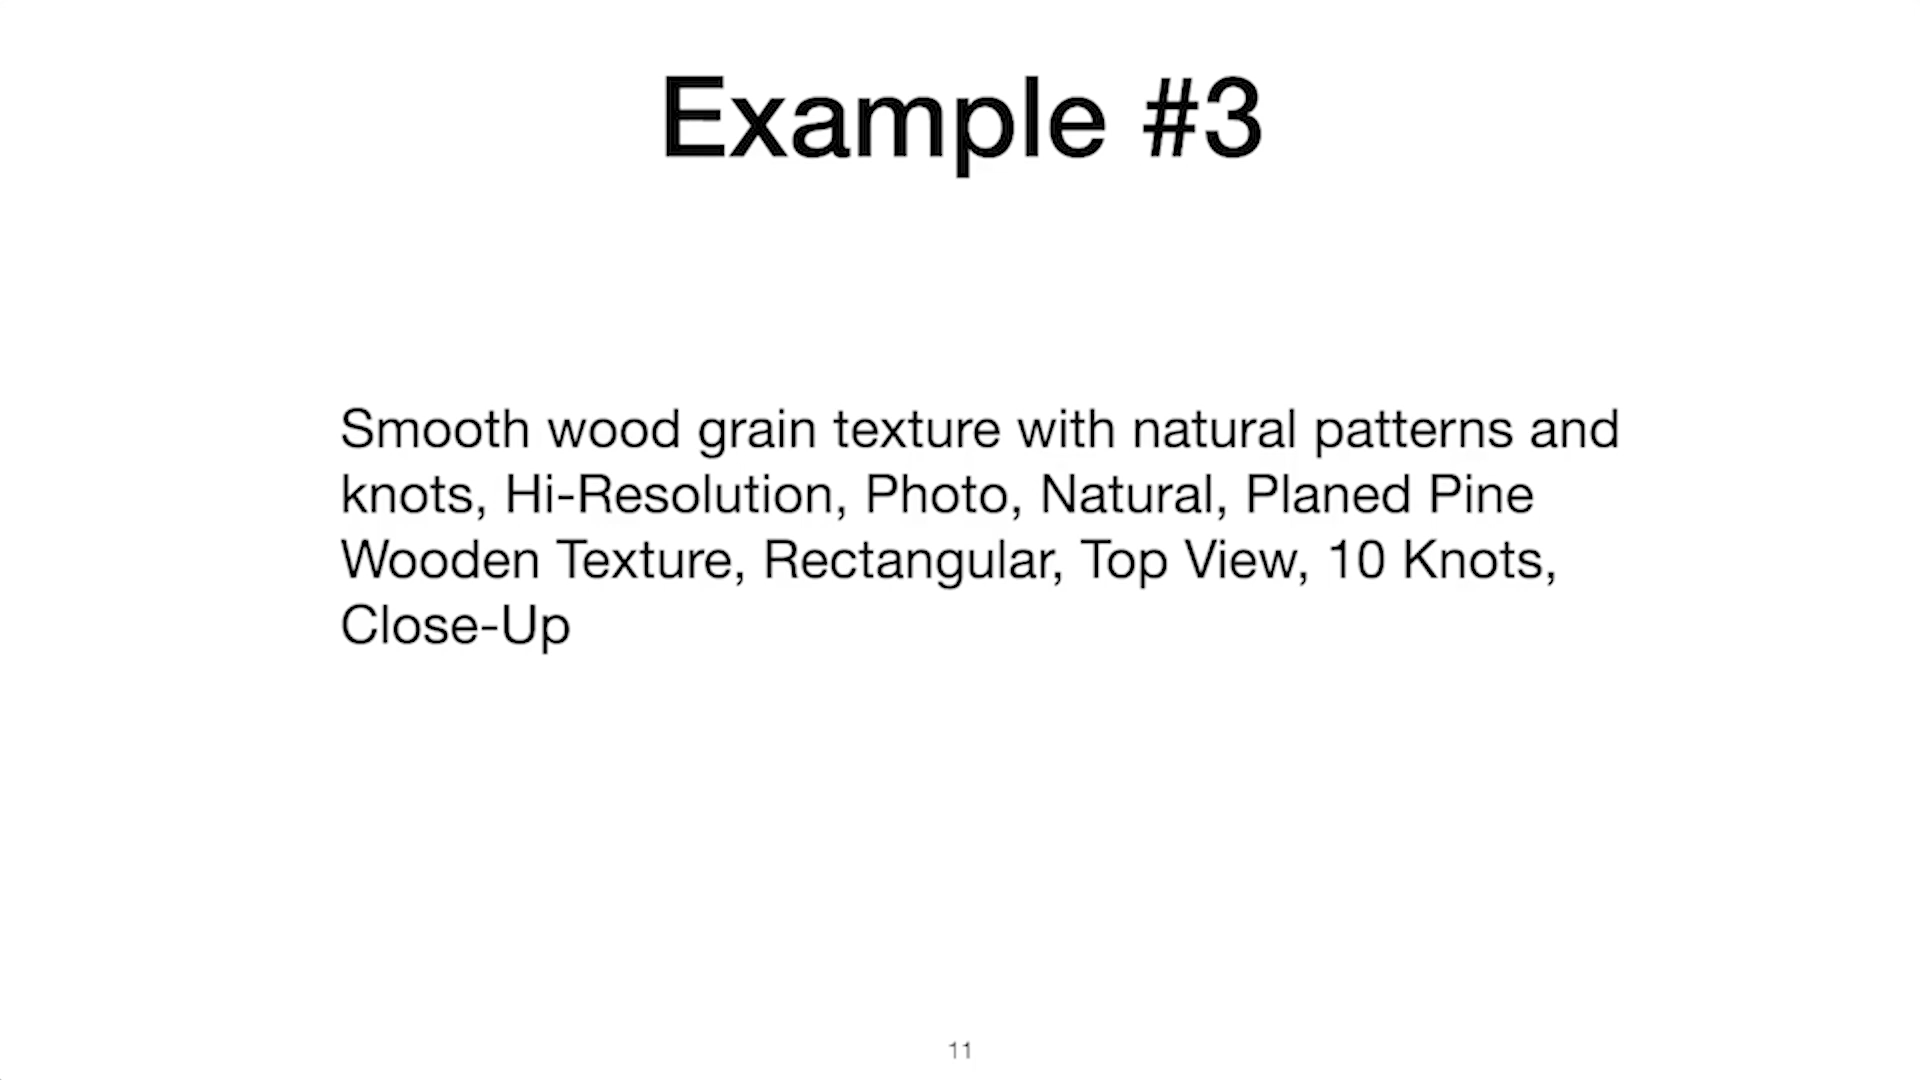 Example #3
Smooth wood grain texture with natural patterns and
knots, Hi-Resolution, Photo, Natural, Planed Pine
Wooden Texture, Rectangular, Top View, 10 Knots,
Close-Up
11